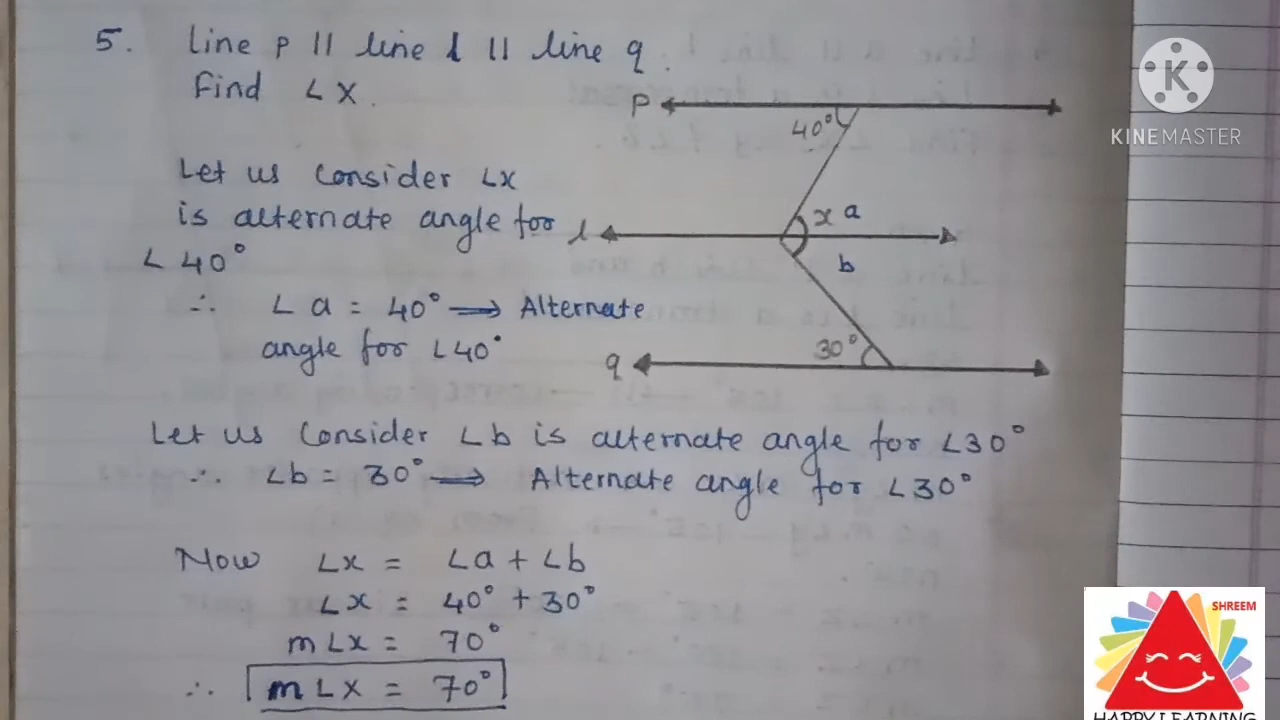 5. Line p || line l || line q.
Find ∠x.
p
40°
KINEMASTER
Let us consider ∠x
is alternate angle for
∠40°
l
x a
b
∴ ∠a = 40° → Alternate
angle for ∠40°
q
30°
Let us consider ∠b is alternate angle for ∠30°
∴ ∠b = 30° → Alternate angle for ∠30°
Now ∠x = ∠a + ∠b
∠x = 40° + 30°
m∠x = 70°
∴ m∠x = 70°
SHREEM
HAPPY LEARNING